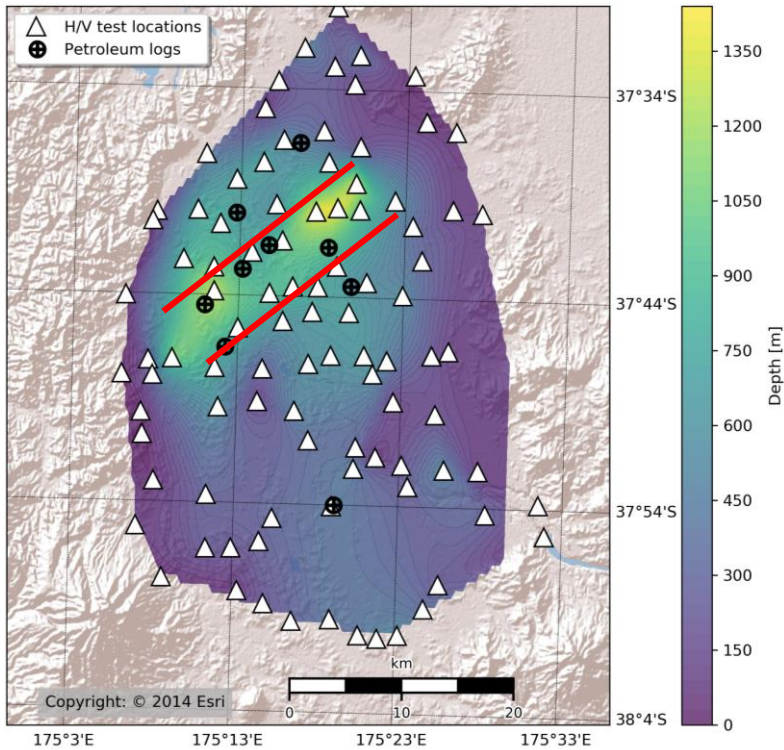 H/V test locations
Petroleum logs
37°34'S
37°44'S
37°54'S
38°4'S
175°3'E
175°13'E
175°23'E
175°33'E
km
0
10
20
Copyright: © 2014 Esri
1350
1200
1050
900
750
600
450
300
150
0
Depth [m]